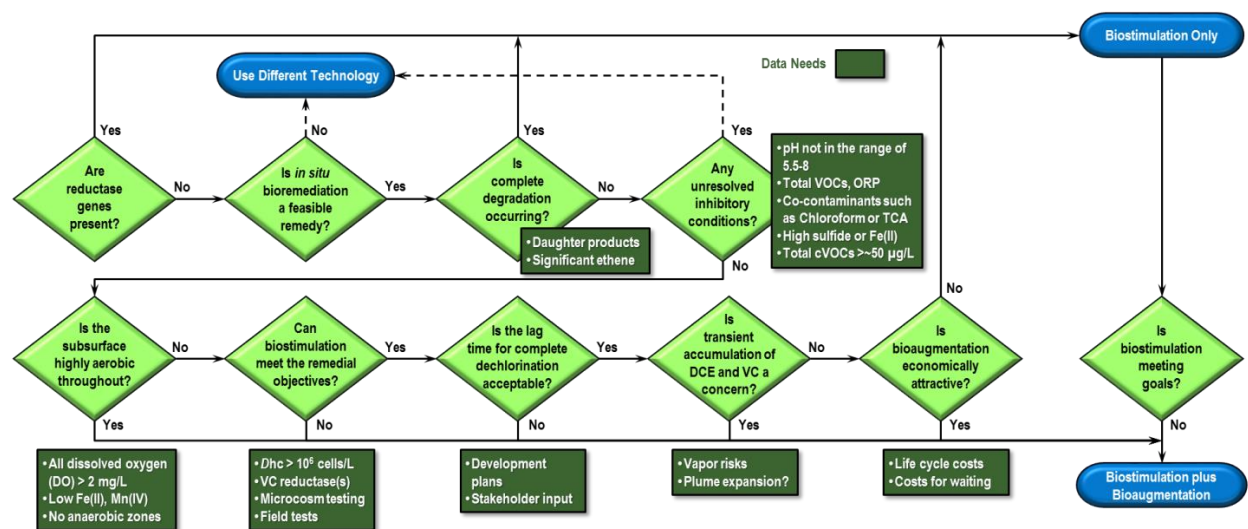 Biostimulation Only
Data Needs
Use Different Technology
Yes
No
Yes
Yes
Are
reductase
genes
present?
No
Is in situ
bioremediation
a feasible
remedy?
Yes
Is
complete
degradation
occurring?
No
Any
unresolved
inhibitory
conditions?
• Daughter products
• Significant ethene
• pH not in the range of
5.5-8
• Total VOCs, ORP
• Co-contaminants such
as Chloroform or TCA
• High sulfide or Fe(II)
• Total cVOCs >~50 µg/L
No
No
Is the
subsurface
highly aerobic
throughout?
No
Can
biostimulation
meet the remedial
objectives?
Yes
Is the lag
time for complete
dechlorination
acceptable?
Yes
Is
transient
accumulation of
DCE and VC a
concern?
No
Is
bioaugmentation
economically
attractive?
Is
biostimulation
meeting
goals?
Yes
No
No
Yes
Yes
No
• All dissolved oxygen
(DO) > 2 mg/L
• Low Fe(II), Mn(IV)
• No anaerobic zones
• Dhc > 10⁶ cells/L
• VC reductase(s)
• Microcosm testing
• Field tests
• Development
plans
• Stakeholder input
• Vapor risks
• Plume expansion?
• Life cycle costs
• Costs for waiting
Biostimulation plus
Bioaugmentation